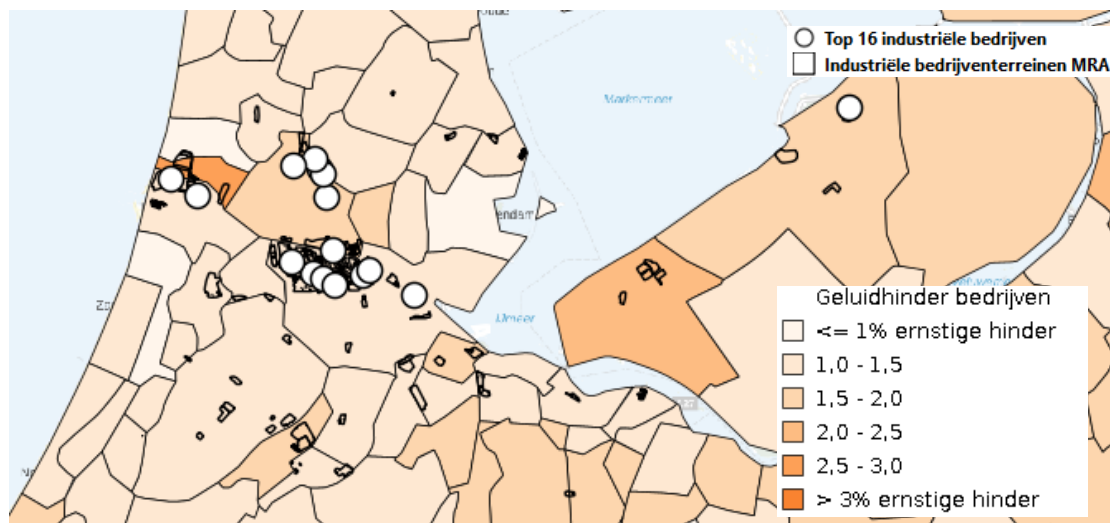 Top 16 industriële bedrijven
Industriële bedrijventerreinen MRA
Markermeer
endam
IJmeer
Geluidhinder bedrijven
<= 1% ernstige hinder
1,0 - 1,5
1,5 - 2,0
2,0 - 2,5
2,5 - 3,0
> 3% ernstige hinder